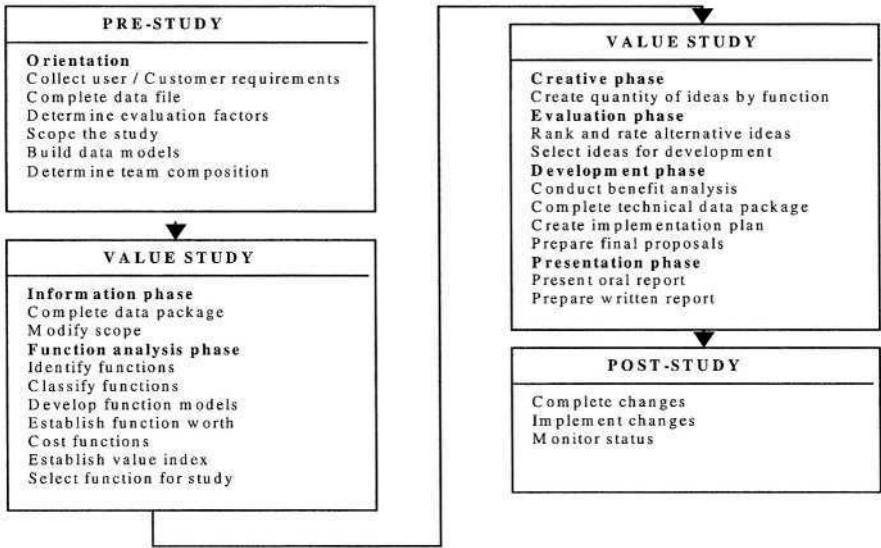 PRE-STUDY
Orientation
Collect user / Customer requirements
Complete data file
Determine evaluation factors
Scope the study
Build data models
Determine team composition
VALUE STUDY
Information phase
Complete data package
Modify scope
Function analysis phase
Identify functions
Classify functions
Develop function models
Establish function worth
Cost functions
Establish value index
Select function for study
VALUE STUDY
Creative phase
Create quantity of ideas by function
Evaluation phase
Rank and rate alternative ideas
Select ideas for development
Development phase
Conduct benefit analysis
Complete technical data package
Create implementation plan
Prepare final proposals
Presentation phase
Present oral report
Prepare written report
POST-STUDY
Complete changes
Implement changes
Monitor status